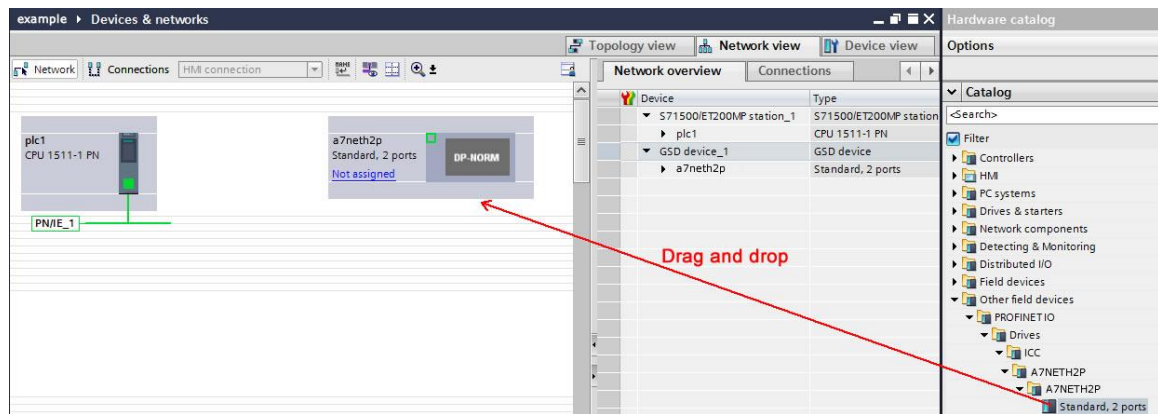 example ▸ Devices & networks
Topology view
Network view
Device view
Network
Connections
HMI connection
plc1
CPU 1511-1 PN
a7neth2p
Standard, 2 ports
Not assigned
DP-NORM
PN/IE_1
Network overview
Connections
Device
Type
S71500/ET200MP station_1
S71500/ET200MP station
plc1
CPU 1511-1 PN
GSD device_1
GSD device
a7neth2p
Standard, 2 ports
Drag and drop
Hardware catalog
Options
Catalog
<Search>
Filter
Controllers
HMI
PC systems
Drives & starters
Network components
Detecting & Monitoring
Distributed I/O
Field devices
Other field devices
PROFINET IO
Drives
ICC
A7NETH2P
A7NETH2P
Standard, 2 ports